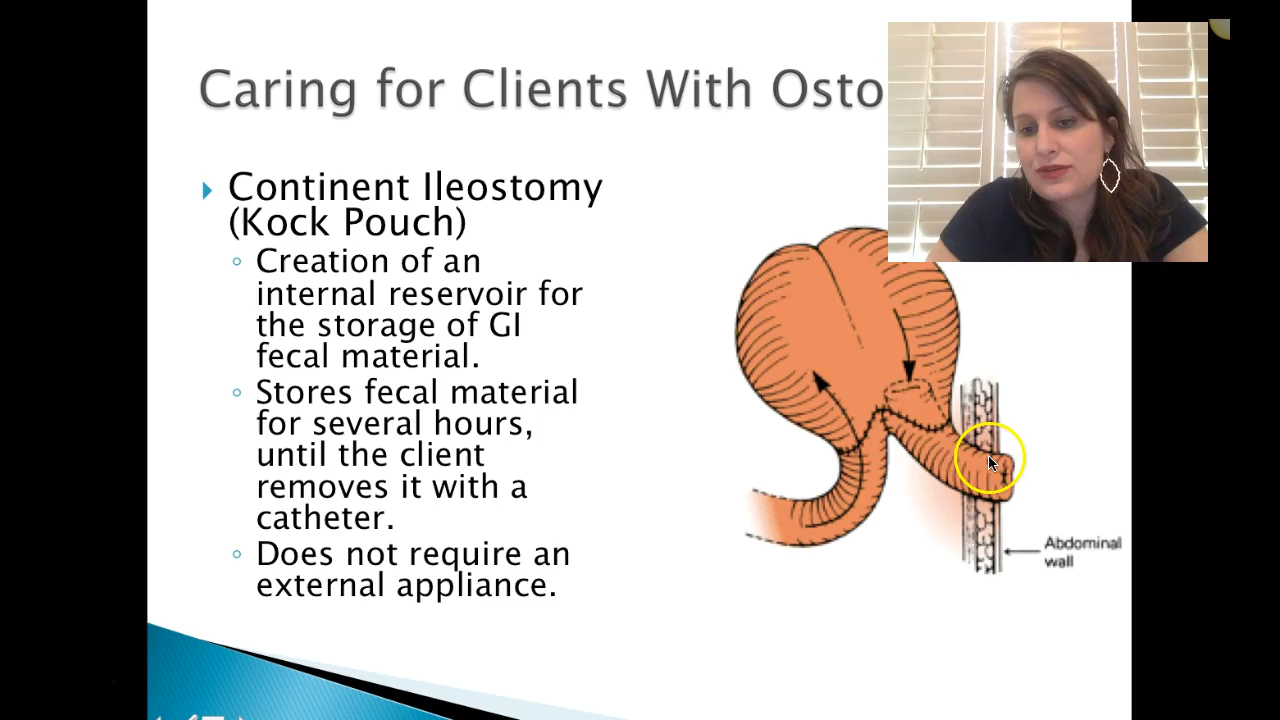 Caring for Clients With Osto
Continent Ileostomy
(Kock Pouch)
Creation of an
internal reservoir for
the storage of GI
fecal material.
Stores fecal material
for several hours,
until the client
removes it with a
catheter.
Does not require an
external appliance.
Abdominal
wall